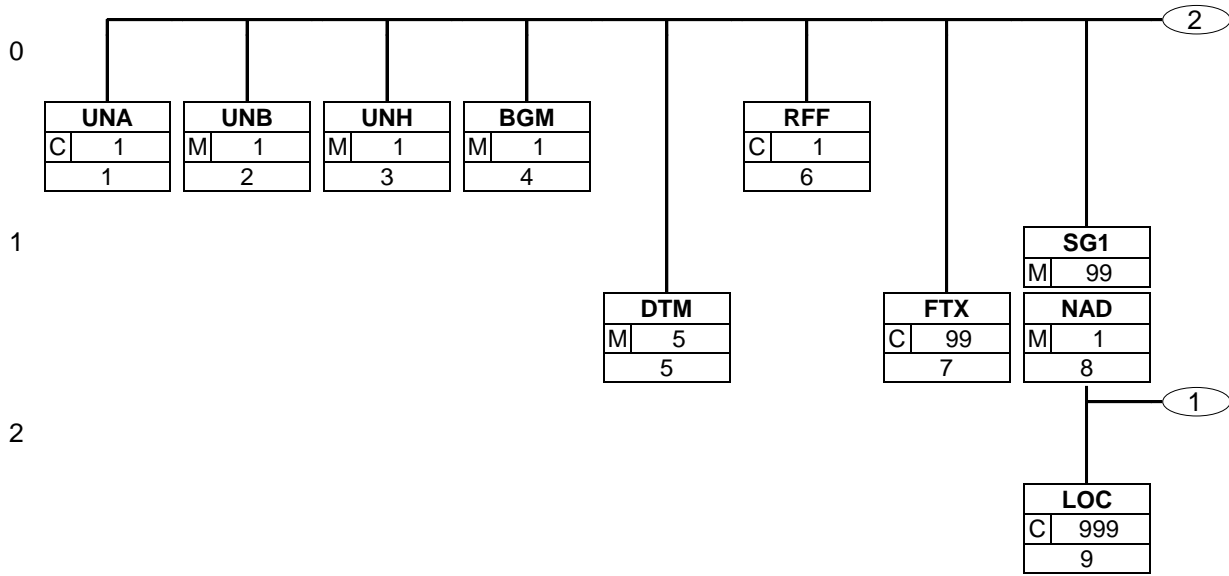 2
0
UNA UNB UNH BGM RFF
C 1 M 1 M 1 M 1 C 1
1 2 3 4 6
1
SG1
M 99
DTM FTX NAD
M 5 C 99 M 1
5 7 8
1
2
LOC
C 999
9